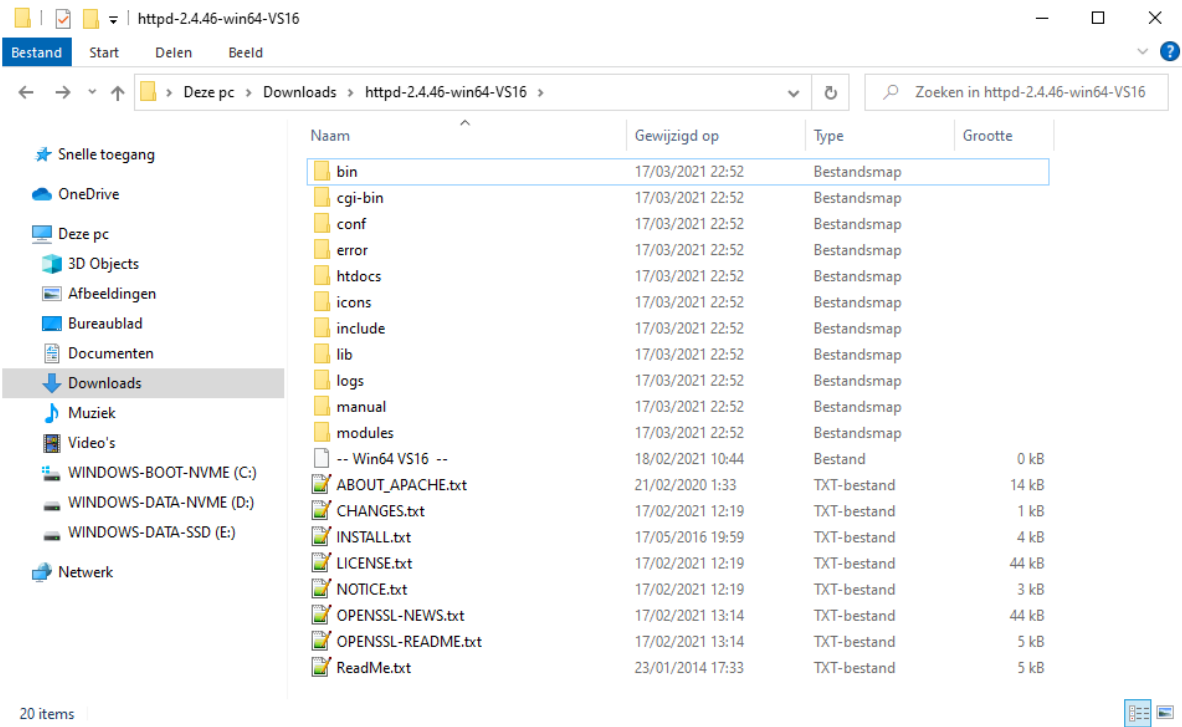 httpd-2.4.46-win64-VS16
Bestand Start Delen Beeld
Deze pc Downloads httpd-2.4.46-win64-VS16 Zoeken in httpd-2.4.46-win64-VS16
Snelle toegang
OneDrive
Deze pc
3D Objects
Afbeeldingen
Bureaublad
Documenten
Downloads
Muziek
Video's
WINDOWS-BOOT-NVME (C:)
WINDOWS-DATA-NVME (D:)
WINDOWS-DATA-SSD (E:)
Netwerk
Naam Gewijzigd op Type Grootte
bin 17/03/2021 22:52 Bestandsmap
cgi-bin 17/03/2021 22:52 Bestandsmap
conf 17/03/2021 22:52 Bestandsmap
error 17/03/2021 22:52 Bestandsmap
htdocs 17/03/2021 22:52 Bestandsmap
icons 17/03/2021 22:52 Bestandsmap
include 17/03/2021 22:52 Bestandsmap
lib 17/03/2021 22:52 Bestandsmap
logs 17/03/2021 22:52 Bestandsmap
manual 17/03/2021 22:52 Bestandsmap
modules 17/03/2021 22:52 Bestandsmap
-- Win64 VS16 -- 18/02/2021 10:44 Bestand 0 kB
ABOUT_APACHE.txt 21/02/2020 1:33 TXT-bestand 14 kB
CHANGES.txt 17/02/2021 12:19 TXT-bestand 1 kB
INSTALL.txt 17/05/2016 19:59 TXT-bestand 4 kB
LICENSE.txt 17/02/2021 12:19 TXT-bestand 44 kB
NOTICE.txt 17/02/2021 12:19 TXT-bestand 3 kB
OPENSSL-NEWS.txt 17/02/2021 13:14 TXT-bestand 44 kB
OPENSSL-README.txt 17/02/2021 13:14 TXT-bestand 5 kB
ReadMe.txt 23/01/2014 17:33 TXT-bestand 5 kB
20 items